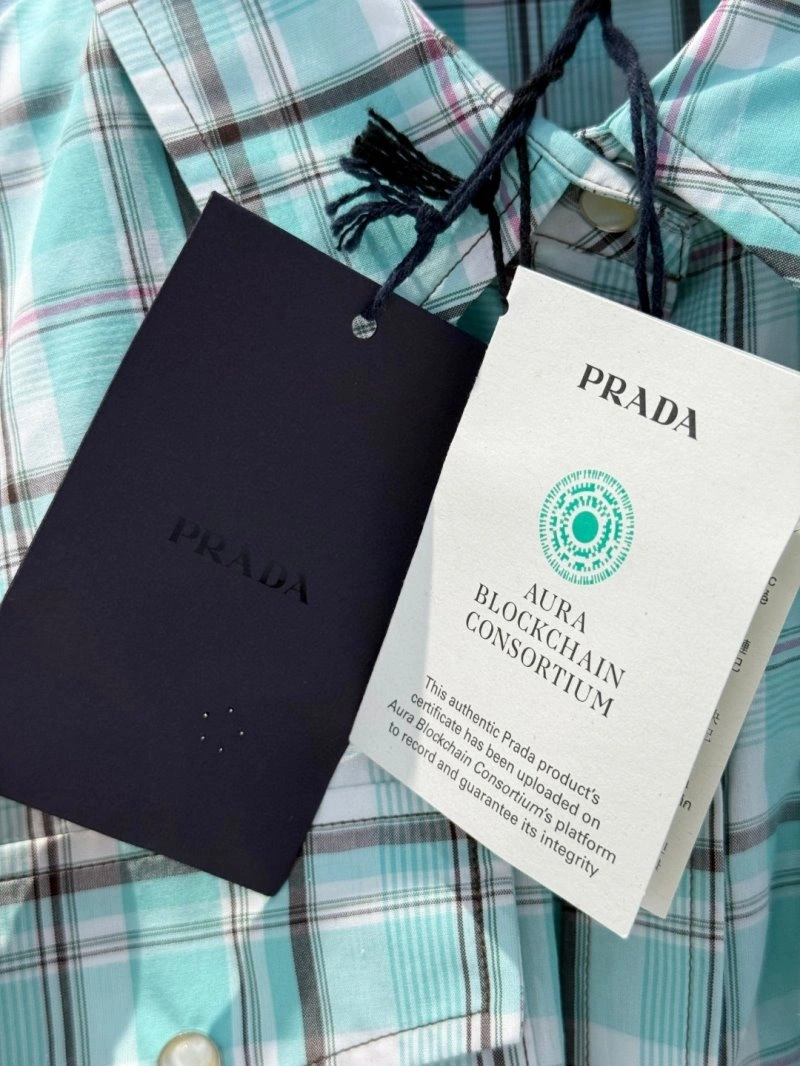 PRADA
PRADA
AURA
BLOCKCHAIN
CONSORTIUM
This authentic Prada product's
certificate has been uploaded on
Aura Blockchain Consortium's platform
to record and guarantee its integrity